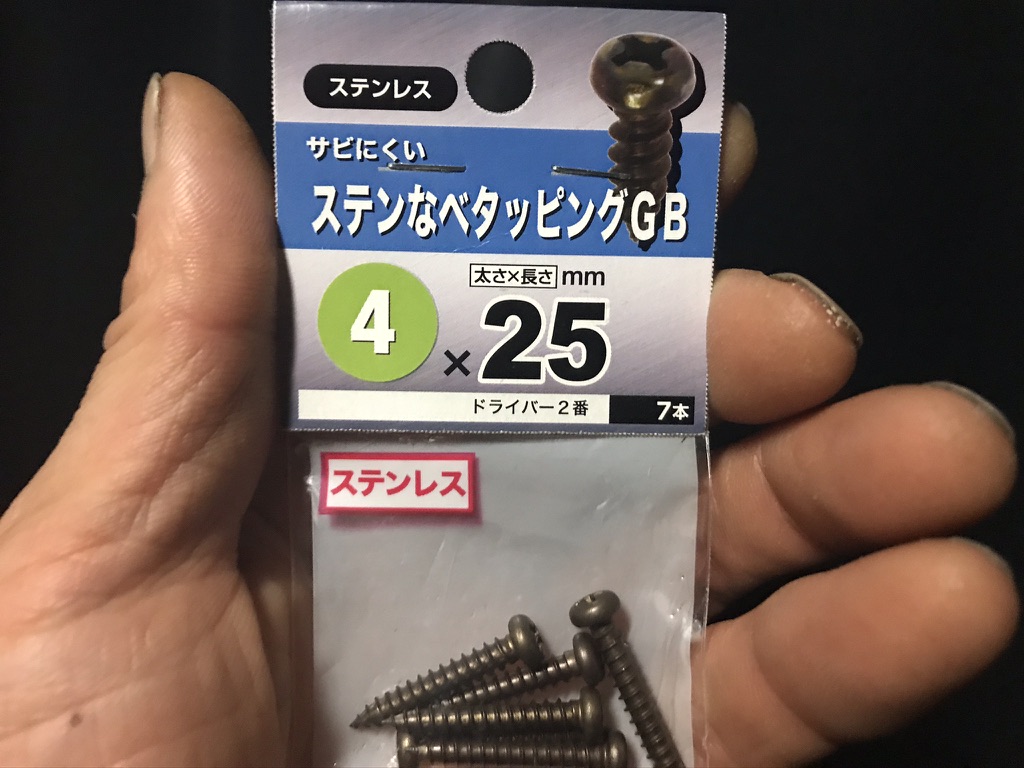 ステンレス
サビにくい
ステンなベタッピングGB
太さ×長さ mm
4×25
ドライバー2番 7本
ステンレス